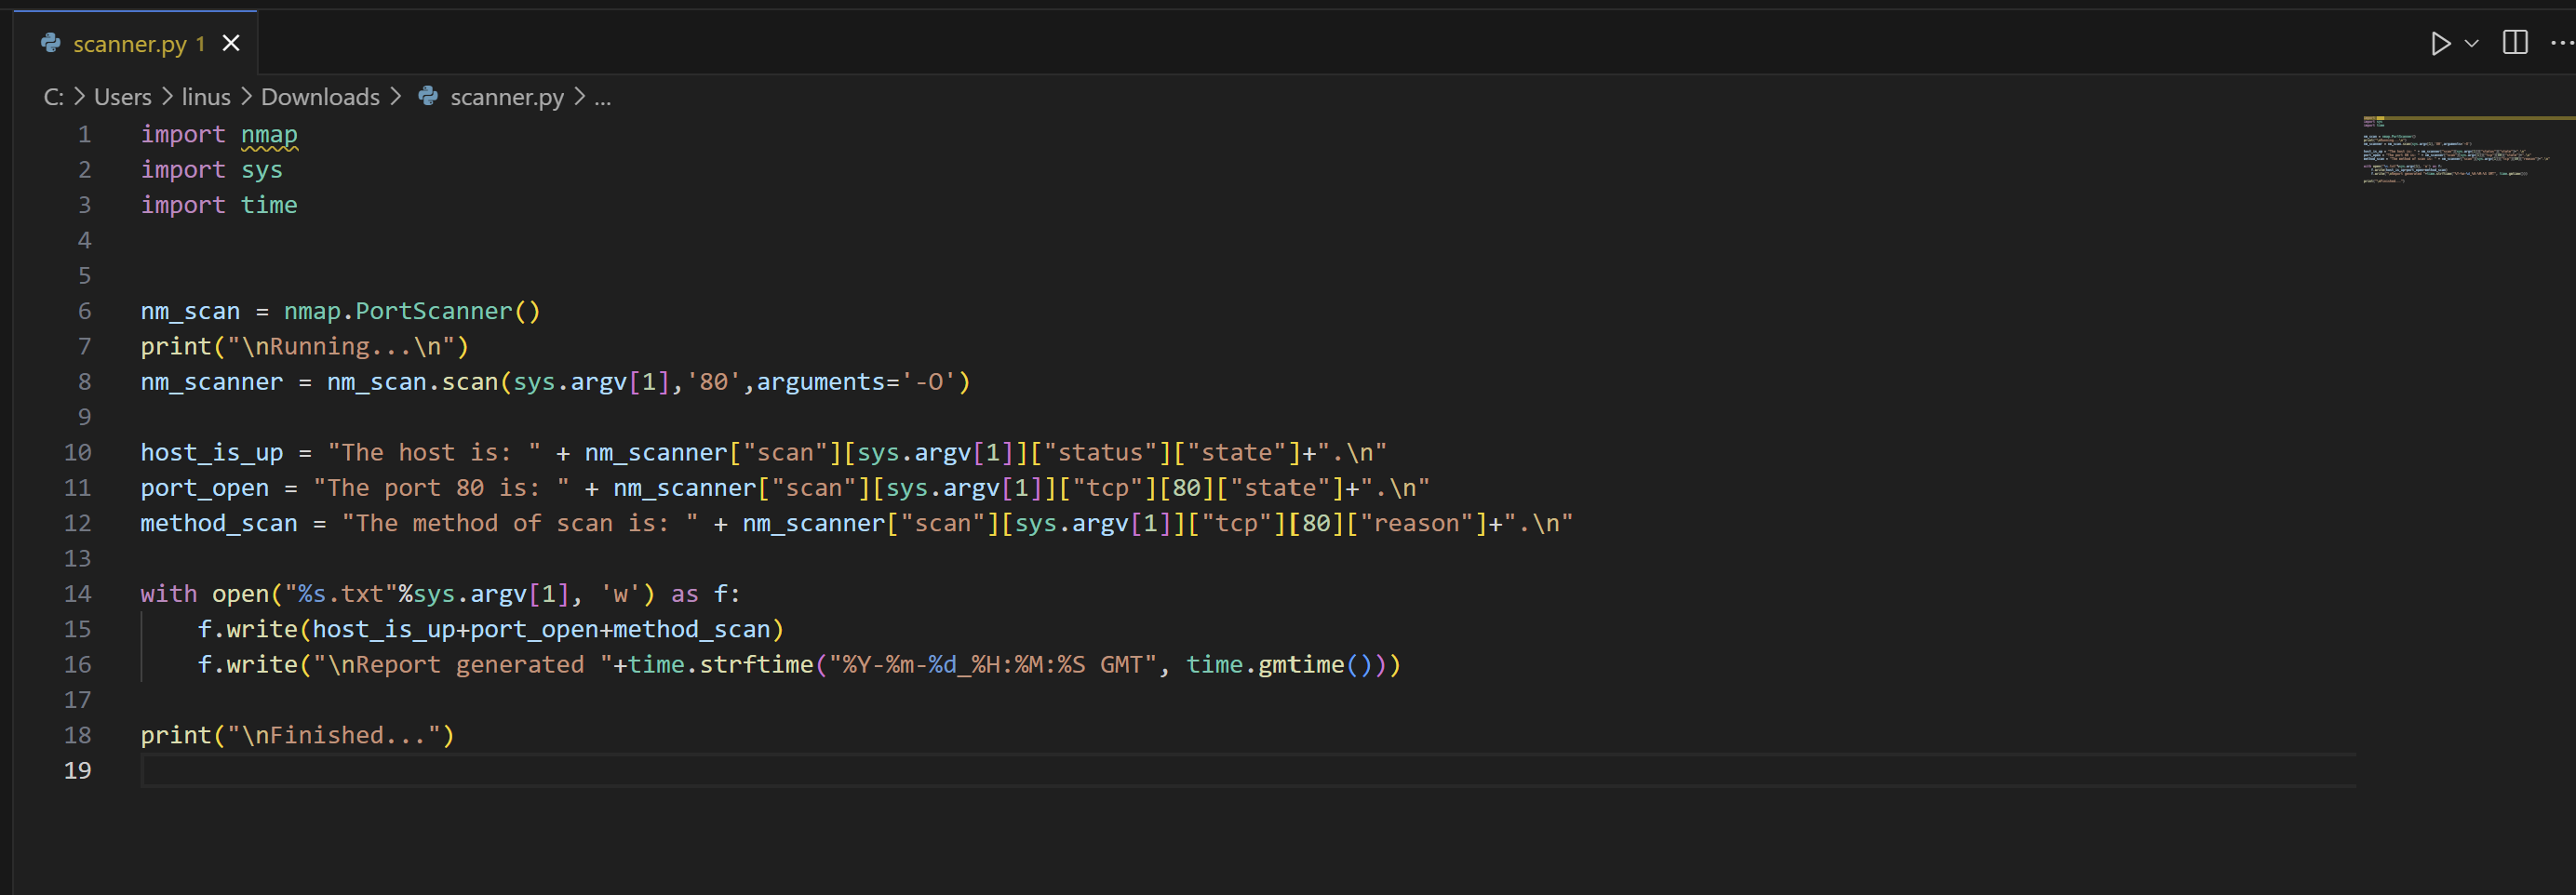 scanner.py 1
C: > Users > linus > Downloads > scanner.py > ...
1 import nmap
2 import sys
3 import time
4
5
6 nm_scan = nmap.PortScanner()
7 print("\nRunning...\n")
8 nm_scanner = nm_scan.scan(sys.argv[1],'80',arguments='-O')
9
10 host_is_up = "The host is: " + nm_scanner["scan"][sys.argv[1]]["status"]["state"]+".\n"
11 port_open = "The port 80 is: " + nm_scanner["scan"][sys.argv[1]]["tcp"][80]["state"]+".\n"
12 method_scan = "The method of scan is: " + nm_scanner["scan"][sys.argv[1]]["tcp"][80]["reason"]+".\n"
13
14 with open("%s.txt"%sys.argv[1], 'w') as f:
15     f.write(host_is_up+port_open+method_scan)
16     f.write("\nReport generated "+time.strftime("%Y-%m-%d_%H:%M:%S GMT", time.gmtime()))
17
18 print("\nFinished...")
19